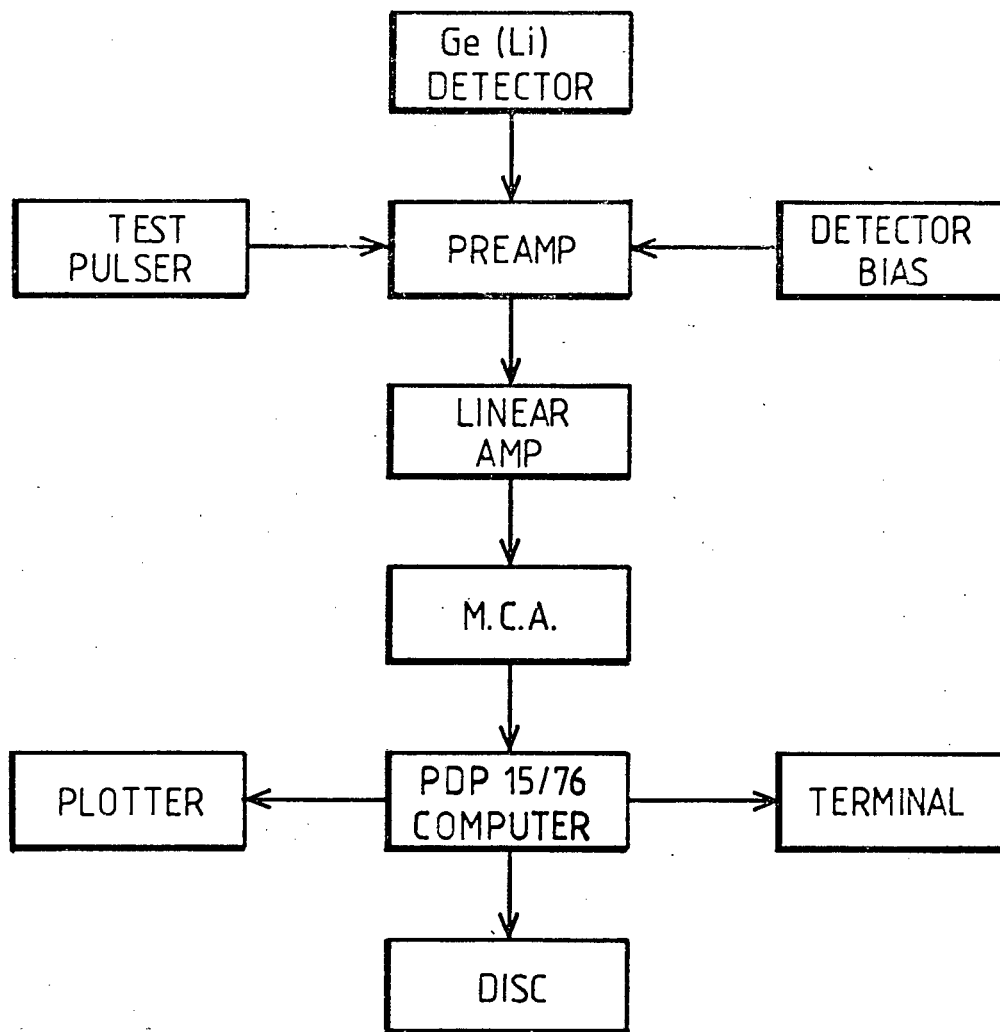 Ge (Li)
DETECTOR
TEST
PULSER
PREAMP
DETECTOR
BIAS
LINEAR
AMP
M.C.A.
PLOTTER
PDP 15/76
COMPUTER
TERMINAL
DISC